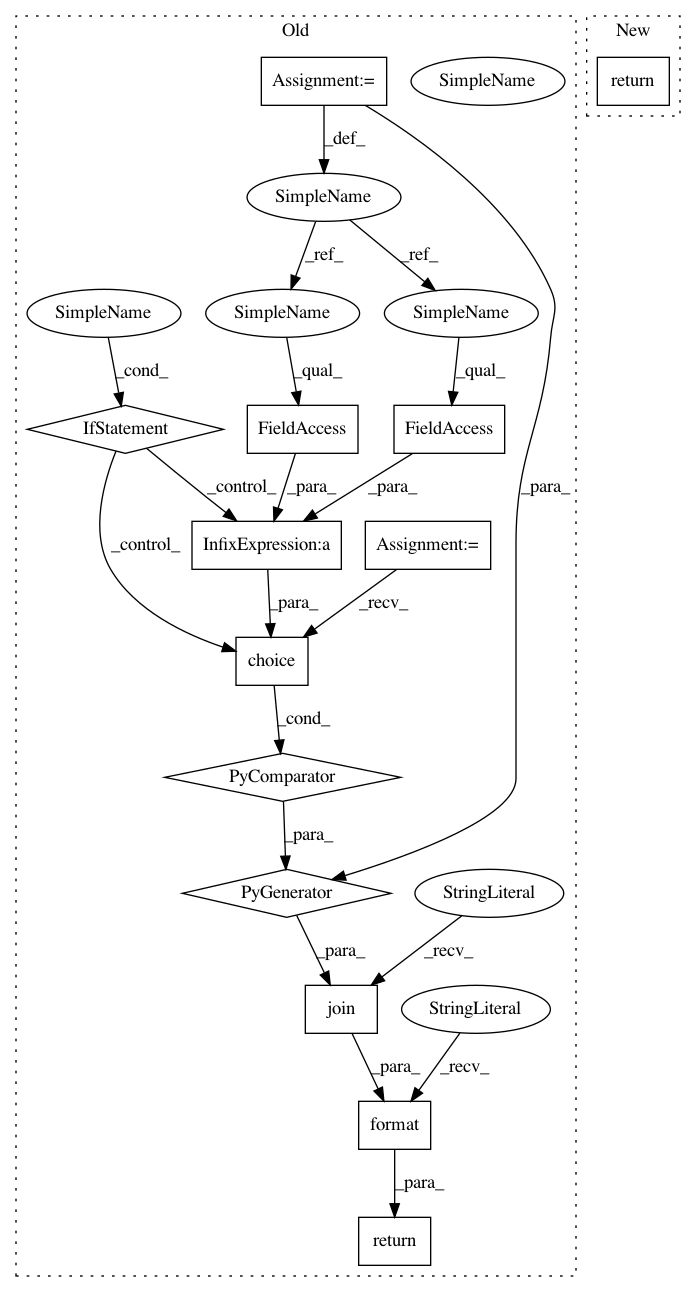 Old
New
Assignment:=
SimpleName
return
_def_
SimpleName
_ref_
_ref_
SimpleName
SimpleName
SimpleName
_cond_
_qual_
_qual_
IfStatement
FieldAccess
FieldAccess
_control_
_para_
_para_
_para_
_control_
InfixExpression:a
Assignment:=
_para_
_recv_
choice
_cond_
PyComparator
_para_
PyGenerator
StringLiteral
_para_
_recv_
join
StringLiteral
_para_
_recv_
format
_para_
return